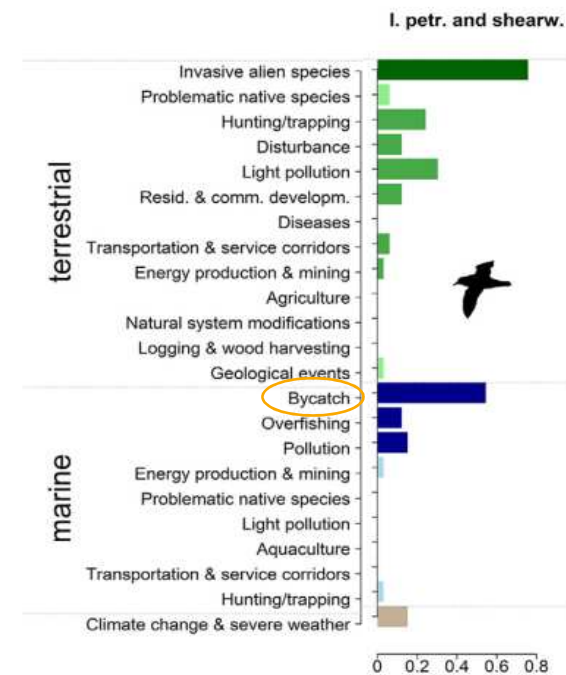 l. petr. and shearw.
terrestrial
Invasive alien species
Problematic native species
Hunting/trapping
Disturbance
Light pollution
Resid. & comm. developm.
Diseases
Transportation & service corridors
Energy production & mining
Agriculture
Natural system modifications
Logging & wood harvesting
Geological events
marine
Bycatch
Overfishing
Pollution
Energy production & mining
Problematic native species
Light pollution
Aquaculture
Transportation & service corridors
Hunting/trapping
Climate change & severe weather
0 0.2 0.4 0.6 0.8